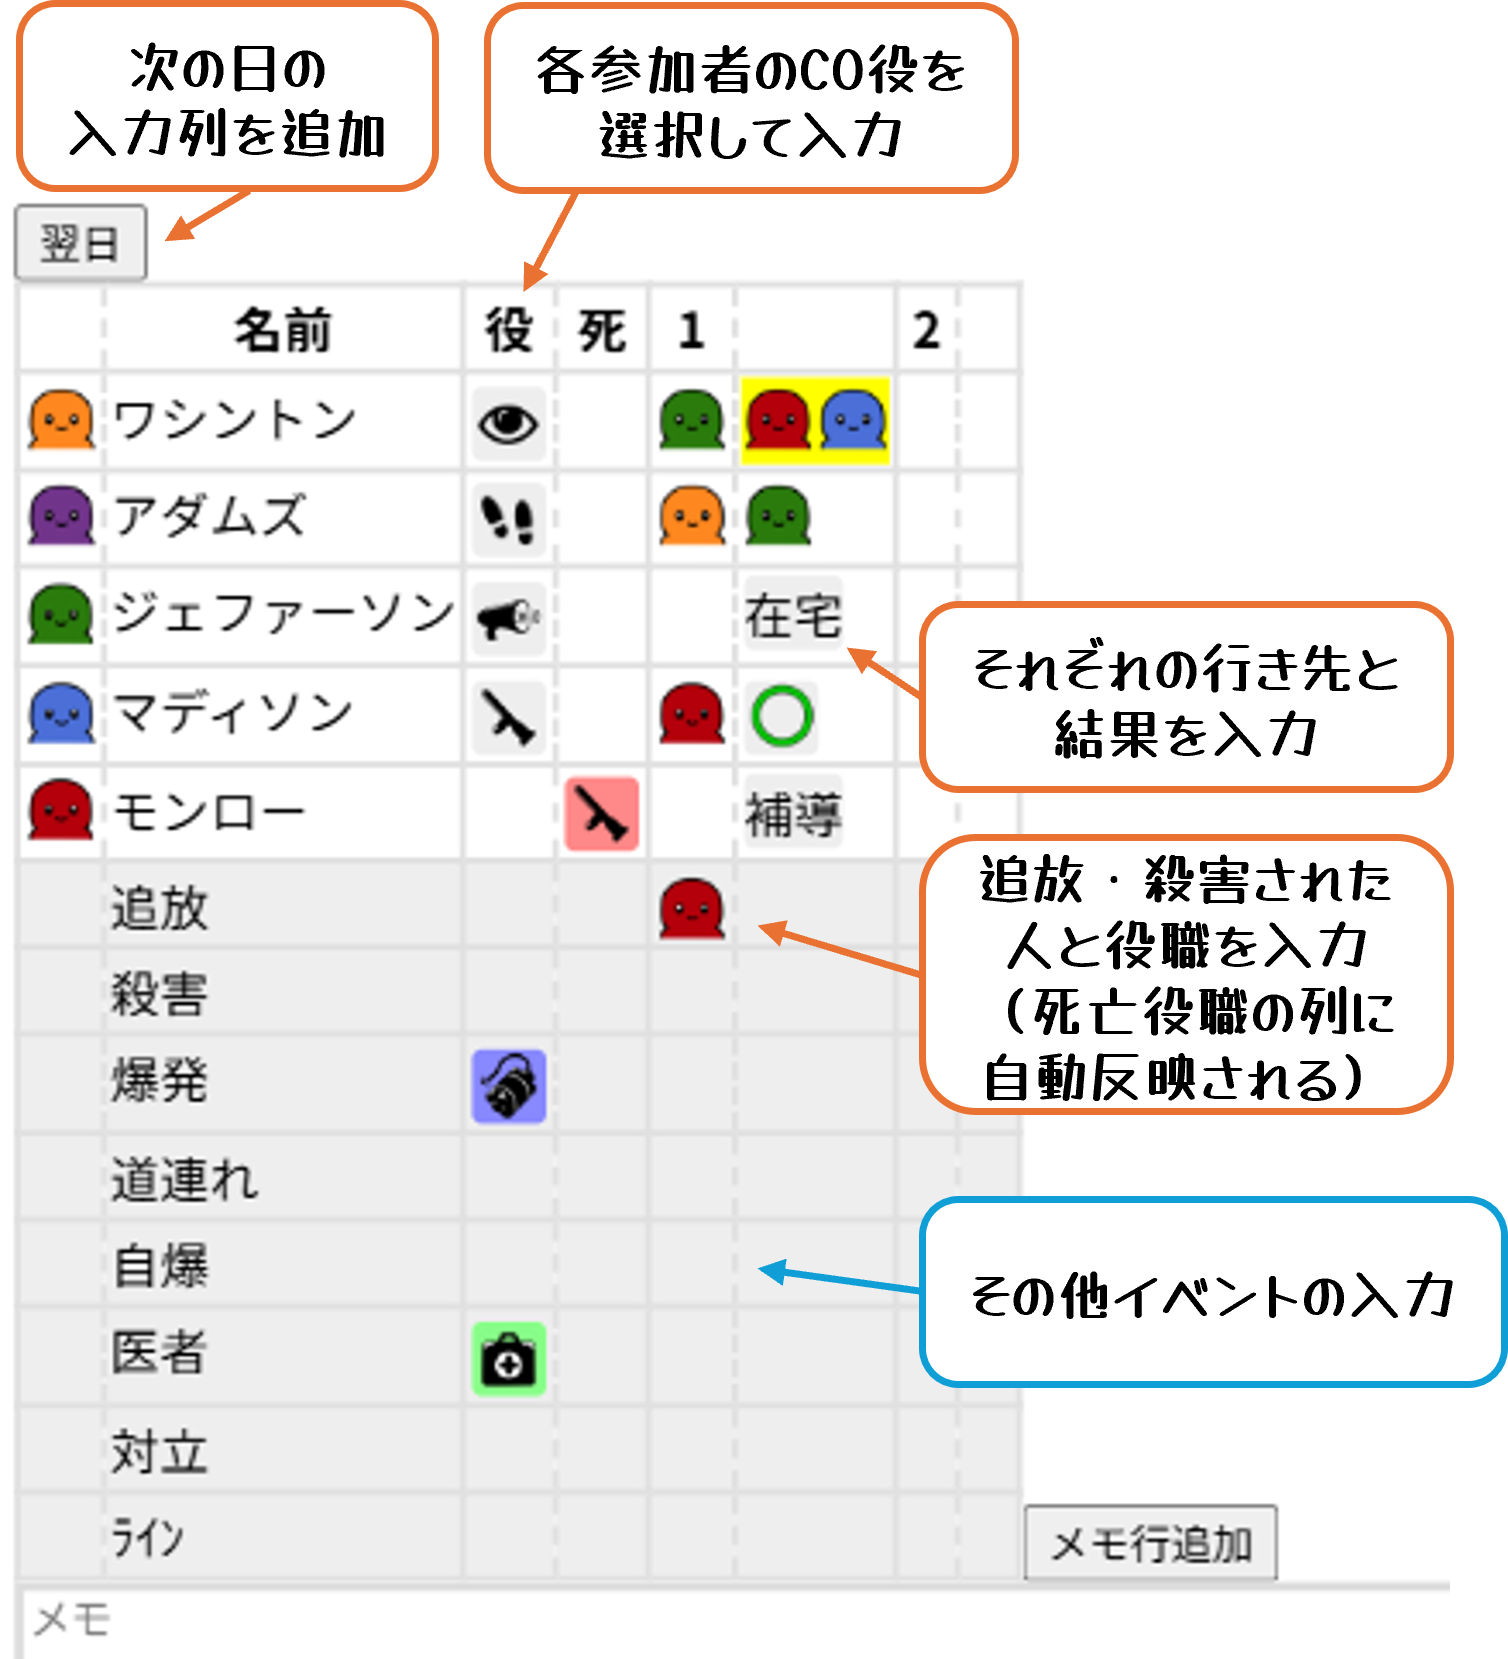 次の日の
入力列を追加
各参加者のCO役を
選択して入力
翌日
名前 役 死 1 2
ワシントン
アダムズ
ジェファーソン 在宅
それぞれの行き先と
結果を入力
マディソン
モンロー 補導
追放
追放・殺害された
人と役職を入力
（死亡役職の列に
自動反映される）
殺害
爆発
道連れ
自爆
その他イベントの入力
医者
対立
ﾗｲﾝ
メモ行追加
メモ